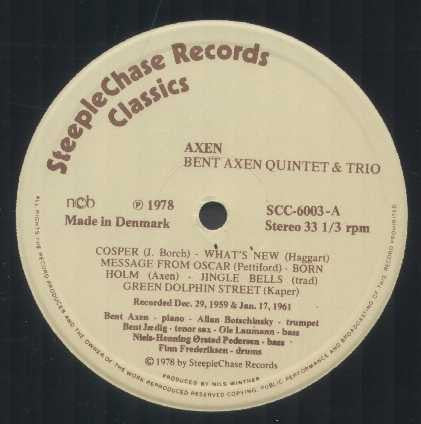 SteepleChase Records
Classics
AXEN
BENT AXEN QUINTET & TRIO
ncb
℗ 1978
SCC-6003-A
Made in Denmark
Stereo 33 1/3 rpm
COSPER (J. Borch) - WHAT'S NEW (Haggart)
MESSAGE FROM OSCAR (Pettiford) - BORN
HOLM (Axen) - JINGLE BELLS (trad)
GREEN DOLPHIN STREET (Kaper)
Recorded Dec. 29, 1959 & Jan. 17, 1961
Bent Axen - piano - Allan Botschinsky - trumpet
Bent Jædig - tenor sax - Ole Laumann - bass
Niels-Henning Ørsted Pedersen - bass
Finn Frederiksen - drums
© 1978 by SteepleChase Records
PRODUCED BY NILS WINTHER
ALL RIGHTS THE RECORD PRODUCER AND THE OWNER OF THE WORK REPRODUCED RESERVED COPYING, PUBLIC PERFORMANCE AND BROADCASTING OF THIS RECORD PROHIBITED